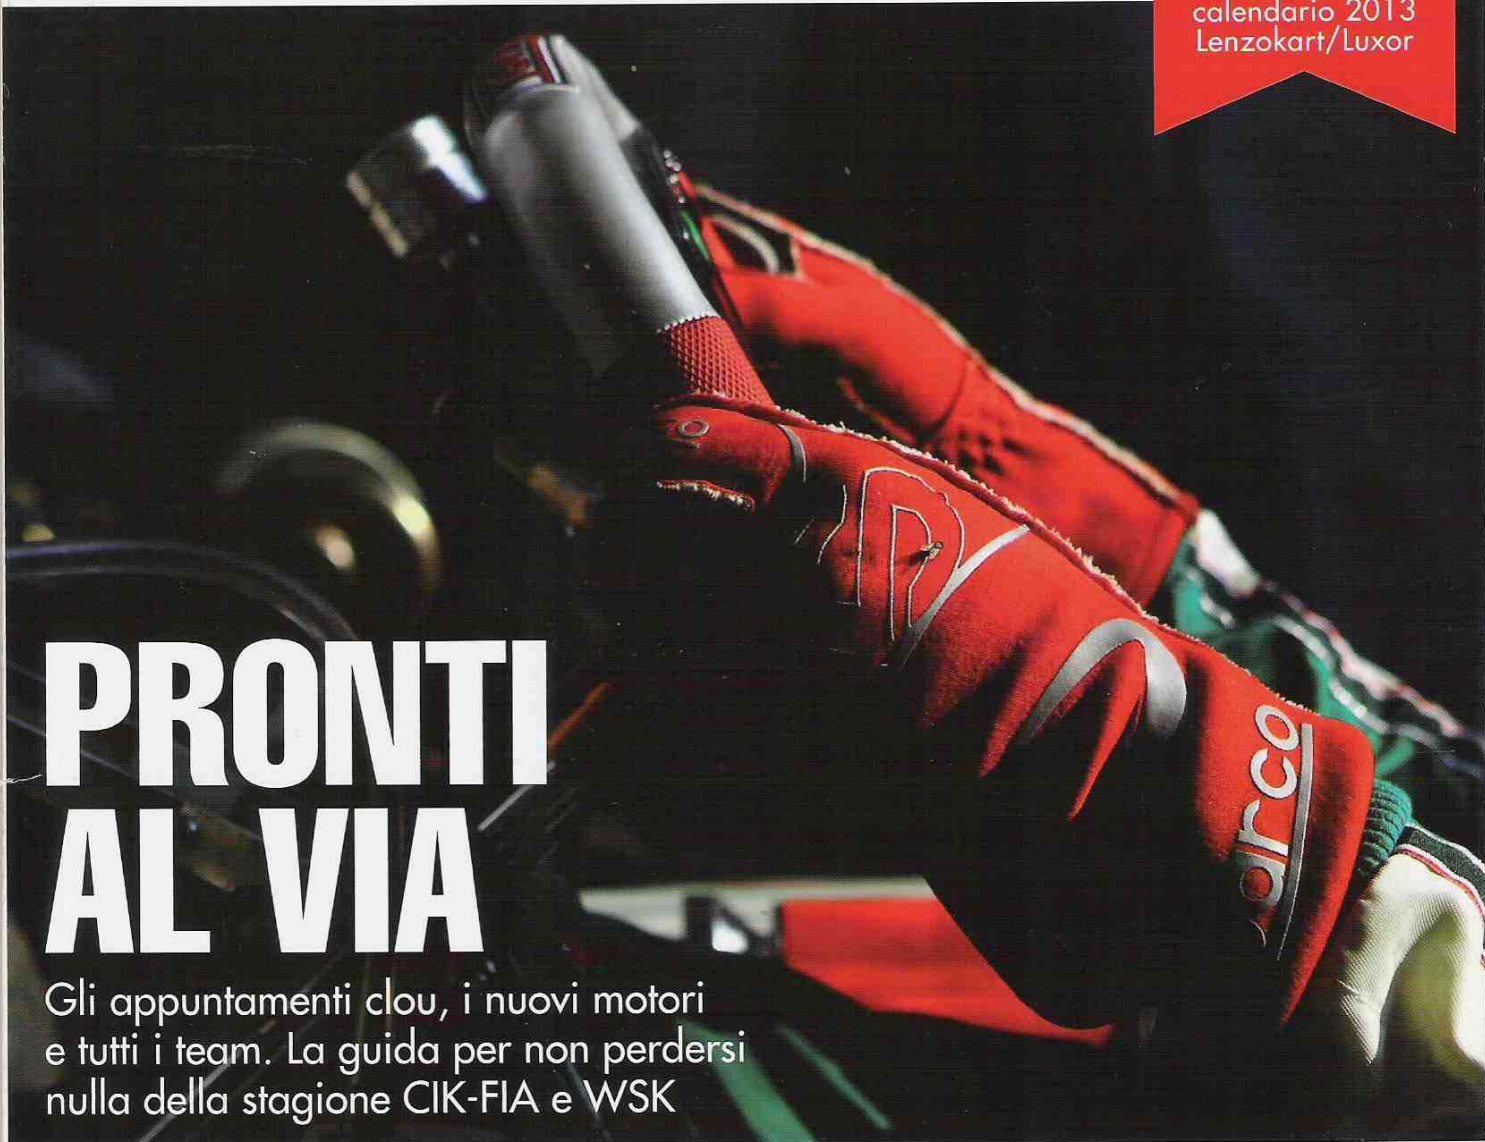 calendario 2013
Lenzokart/Luxor
PRONTI
AL VIA
Gli appuntamenti clou, i nuovi motori
e tutti i team. La guida per non perdersi
nulla della stagione CIK-FIA e WSK
arco